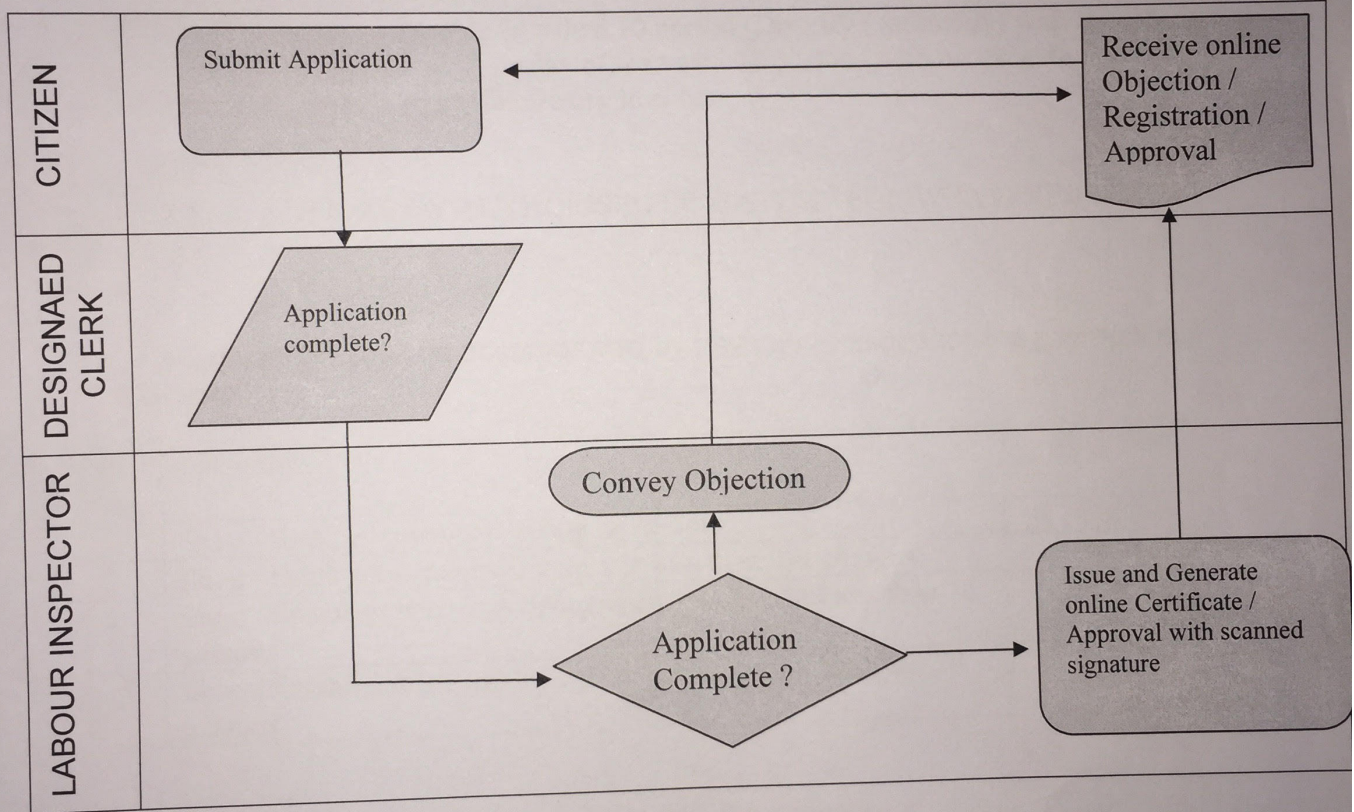 CITIZEN
Submit Application
Receive online
Objection /
Registration /
Approval
DESIGNAED
CLERK
Application
complete?
LABOUR INSPECTOR
Convey Objection
Application
Complete ?
Issue and Generate
online Certificate /
Approval with scanned
signature